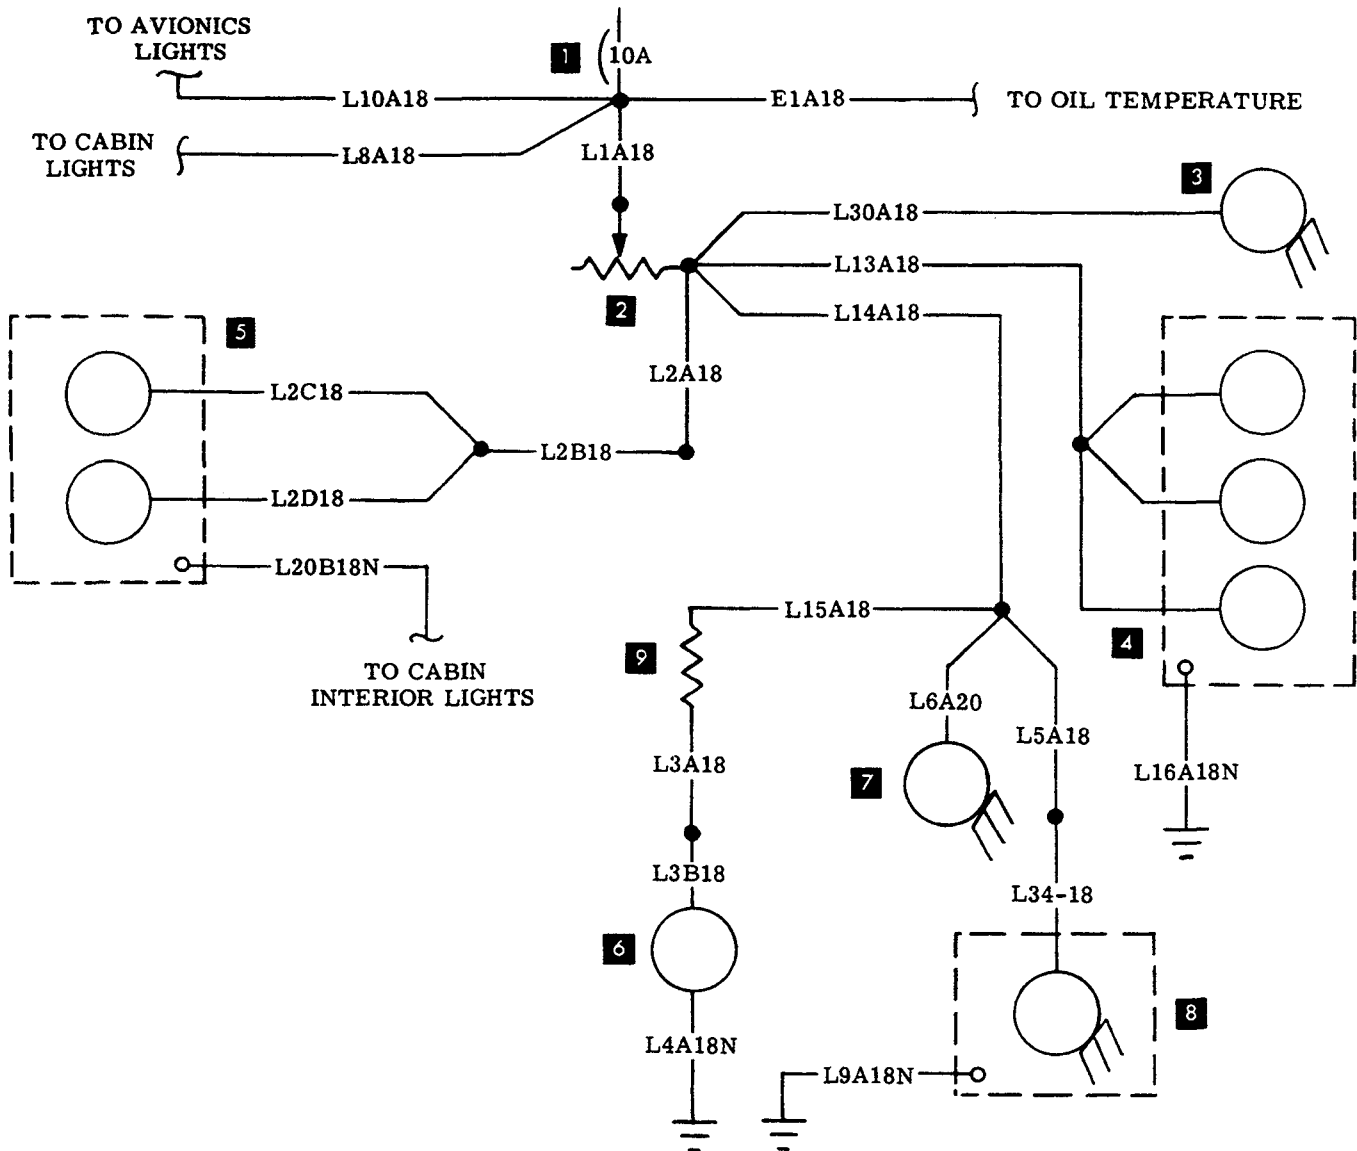 TO AVIONICS
LIGHTS
1
10A
L10A18
E1A18
TO OIL TEMPERATURE
TO CABIN
LIGHTS
L8A18
L1A18
3
L30A18
L13A18
2
L14A18
5
L2A18
L2C18
L2B18
L2D18
L20B18N
L15A18
4
9
TO CABIN
INTERIOR LIGHTS
L6A20
L5A18
L3A18
7
L16A18N
L3B18
L34-18
6
8
L4A18N
L9A18N